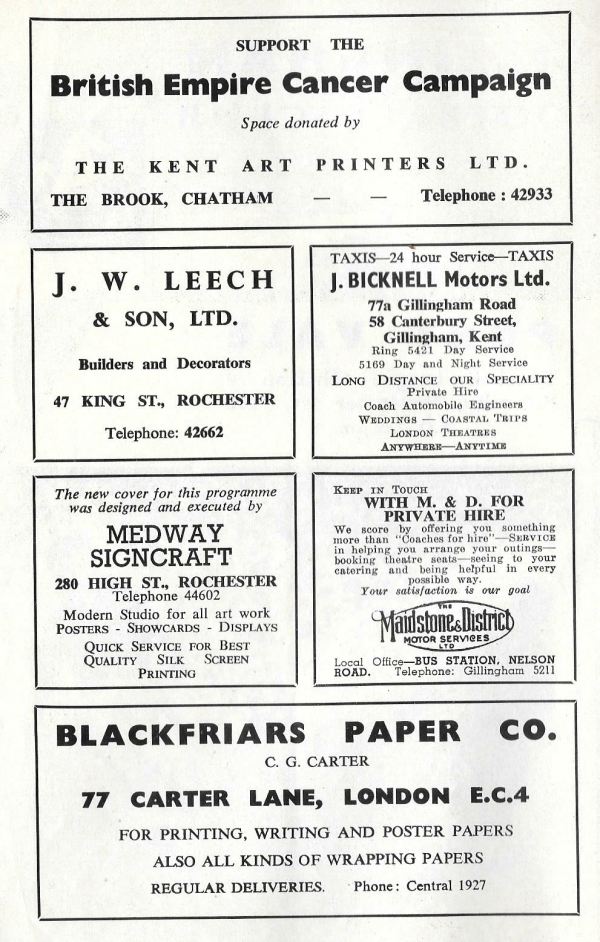 SUPPORT THE
British Empire Cancer Campaign
Space donated by
THE KENT ART PRINTERS LTD.
THE BROOK, CHATHAM — — Telephone : 42933
J. W. LEECH
& SON, LTD.
Builders and Decorators
47 KING ST., ROCHESTER
Telephone: 42662
TAXIS—24 hour Service—TAXIS
J. BICKNELL Motors Ltd.
77a Gillingham Road
58 Canterbury Street,
Gillingham, Kent
Ring 5421 Day Service
5169 Day and Night Service
LONG DISTANCE OUR SPECIALITY
Private Hire
Coach Automobile Engineers
WEDDINGS — COASTAL TRIPS
LONDON THEATRES
ANYWHERE—ANYTIME
The new cover for this programme
was designed and executed by
MEDWAY
SIGNCRAFT
280 HIGH ST., ROCHESTER
Telephone 44602
Modern Studio for all art work
POSTERS - SHOWCARDS - DISPLAYS
QUICK SERVICE FOR BEST
QUALITY SILK SCREEN
PRINTING
KEEP IN TOUCH
WITH M. & D. FOR
PRIVATE HIRE
We score by offering you something
more than "Coaches for hire"—SERVICE
in helping you arrange your outings—
booking theatre seats—seeing to your
catering and being helpful in every
possible way.
Your satisfaction is our goal
THE
Maidstone & District
MOTOR SERVICES
LTD
Local Office—BUS STATION, NELSON
ROAD. Telephone: Gillingham 5211
BLACKFRIARS PAPER CO.
C. G. CARTER
77 CARTER LANE, LONDON E.C.4
FOR PRINTING, WRITING AND POSTER PAPERS
ALSO ALL KINDS OF WRAPPING PAPERS
REGULAR DELIVERIES. Phone: Central 1927